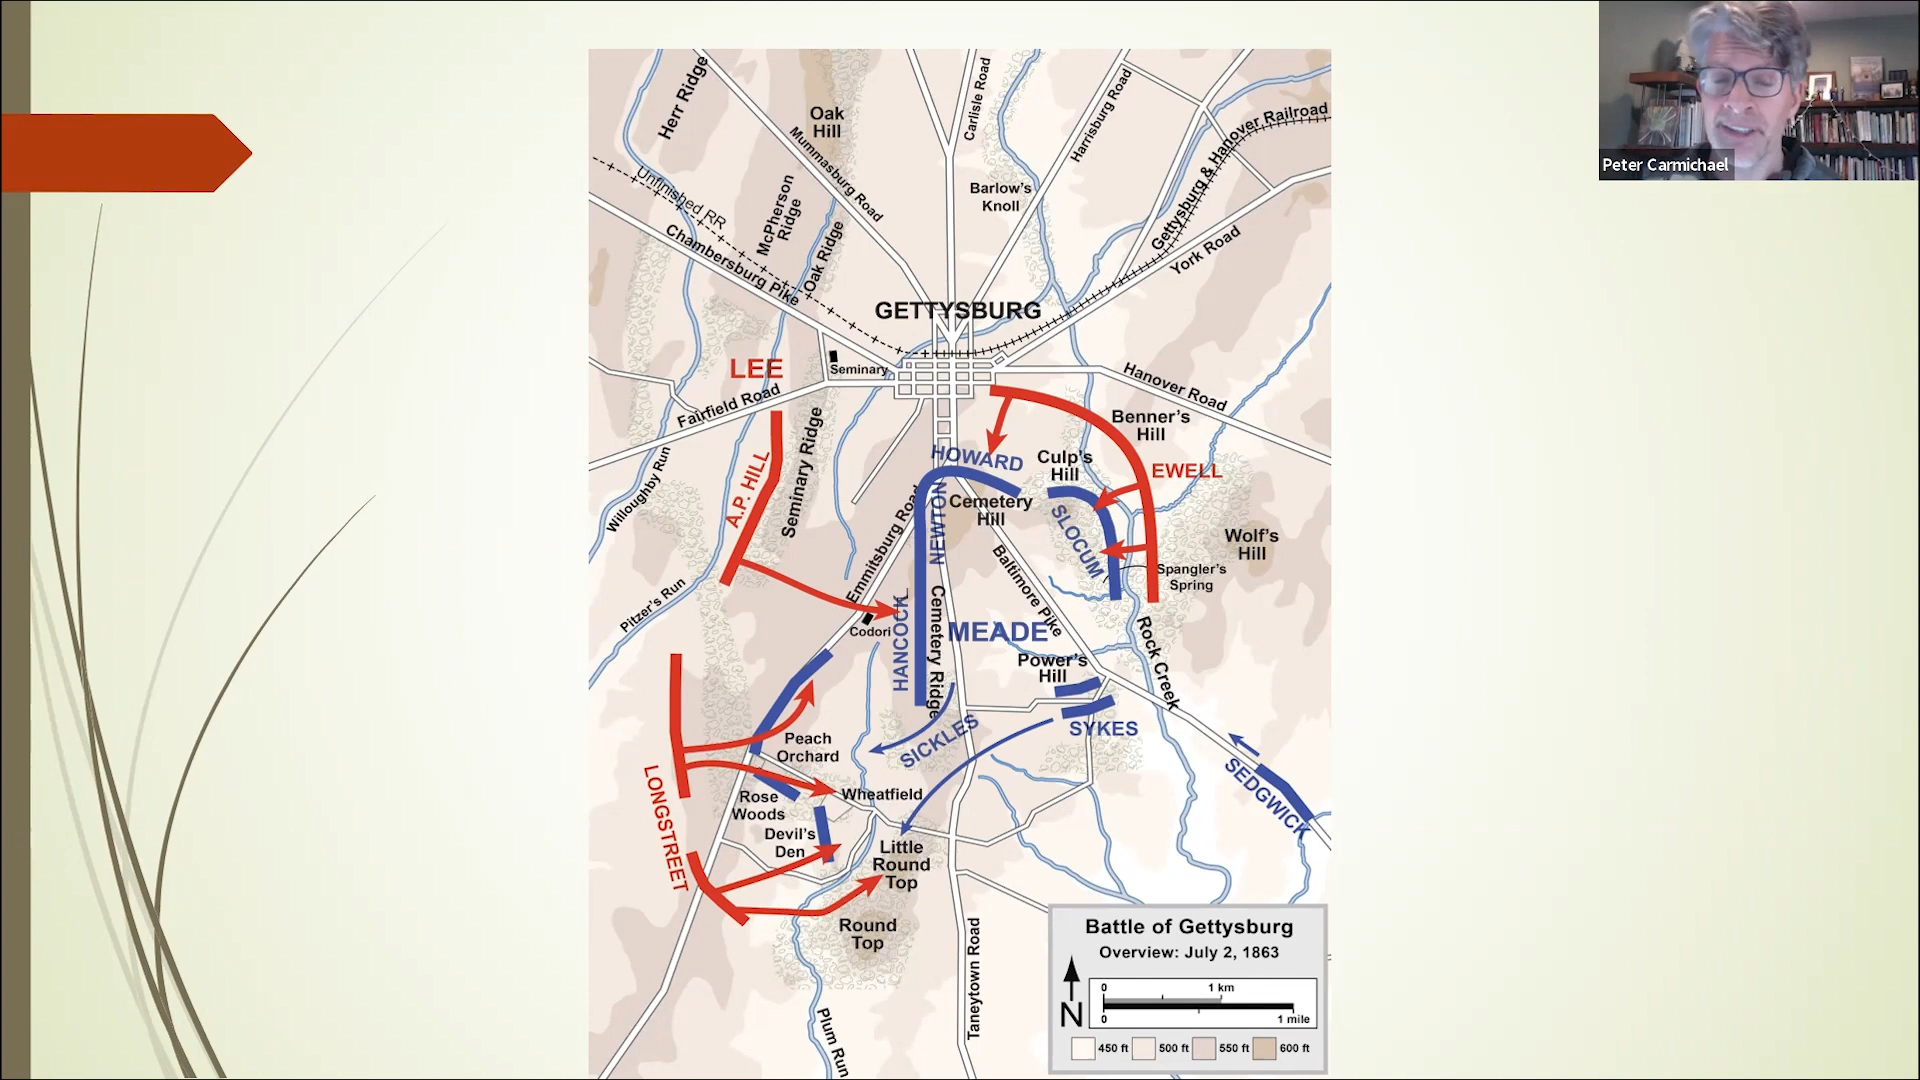 Peter Carmichael
Herr Ridge
Oak
Hill
Carlisle Road
Harrisburg Road
Gettysburg & Hanover Railroad
Mummasburg Road
Unfinished RR
McPherson
Ridge
Barlow's
Knoll
Chambersburg Pike
Oak Ridge
York Road
GETTYSBURG
LEE
Seminary
Fairfield Road
Hanover Road
Benner's
Hill
Seminary Ridge
Willoughby Run
A.P. HILL
HOWARD
Culp's
Hill
EWELL
NEWTON
Cemetery
Hill
SLOCUM
Wolf's
Hill
Emmitsburg Road
Baltimore Pike
Spangler's
Spring
Pitzer's Run
HANCOCK
Cemetery Ridge
Codori
MEADE
Rock Creek
Power's
Hill
SICKLES
SYKES
Peach
Orchard
SEDGWICK
LONGSTREET
Rose
Woods
Wheatfield
Devil's
Den
Little
Round
Top
Round
Top
Taneytown Road
Plum Run
Battle of Gettysburg
Overview: July 2, 1863
N
0 1 km
0 1 mile
450 ft 500 ft 550 ft 600 ft